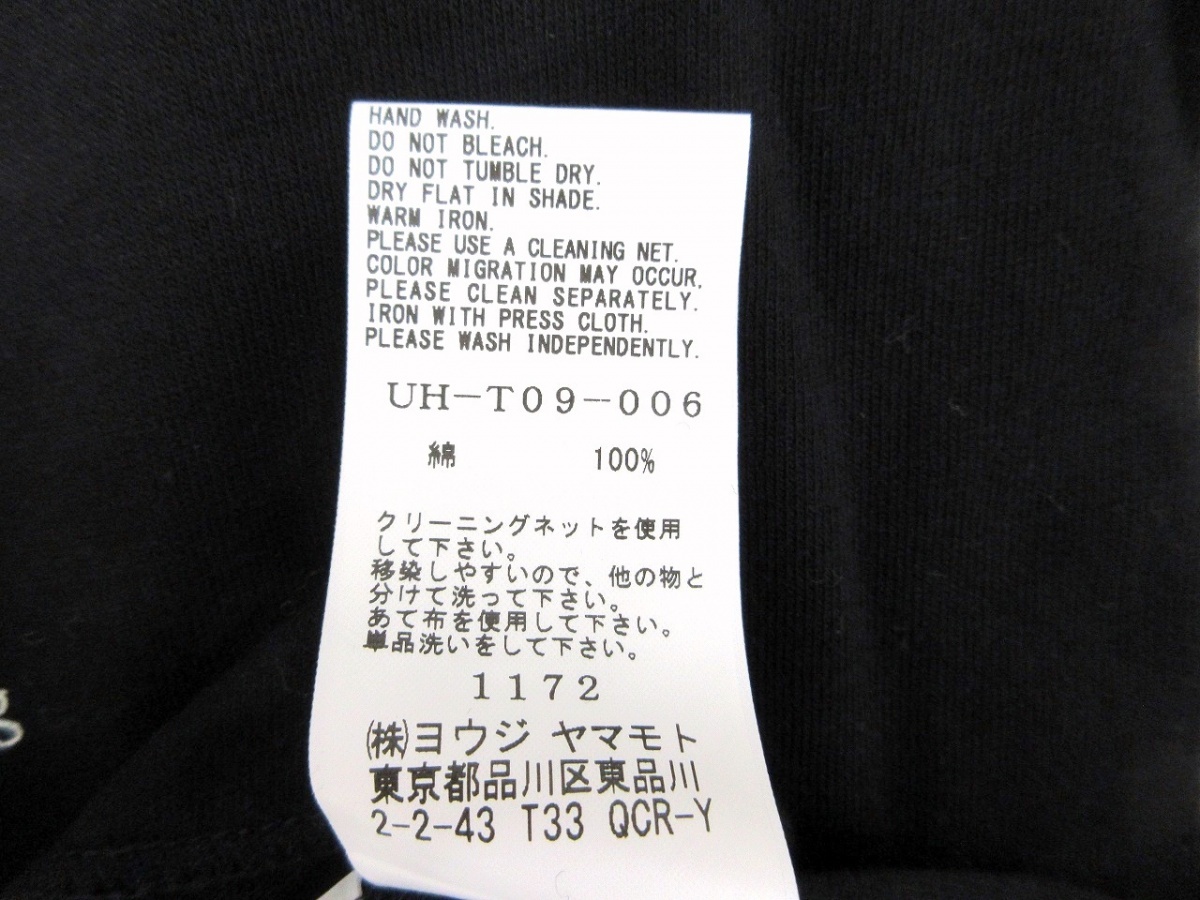 HAND WASH.
DO NOT BLEACH.
DO NOT TUMBLE DRY.
DRY FLAT IN SHADE.
WARM IRON.
PLEASE USE A CLEANING NET.
COLOR MIGRATION MAY OCCUR.
PLEASE CLEAN SEPARATELY.
IRON WITH PRESS CLOTH.
PLEASE WASH INDEPENDENTLY.
UH-T09-006
綿 100%
クリーニングネットを使用
して下さい。
移染しやすいので、他の物と
分けて洗って下さい。
あて布を使用して下さい。
単品洗いをして下さい。
1172
㈱ヨウジ ヤマモト
東京都品川区東品川
2-2-43 T33 QCR-Y
g